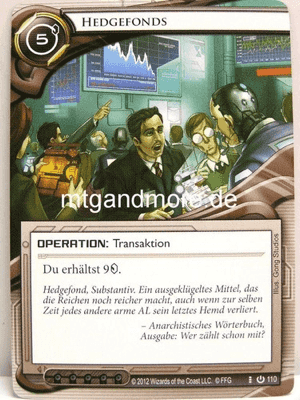 HEDGEFONDS
5
mtgandmore.de
Illus. Gong Studios
OPERATION: Transaktion
Du erhältst 9.
Hedgefond, Substantiv. Ein ausgeklügeltes Mittel, das
die Reichen noch reicher macht, auch wenn zur selben
Zeit jedes andere arme AL sein letztes Hemd verliert.
– Anarchistisches Wörterbuch,
Ausgabe: Wer zählt schon mit?
© 2012 Wizards of the Coast LLC. © FFG
110